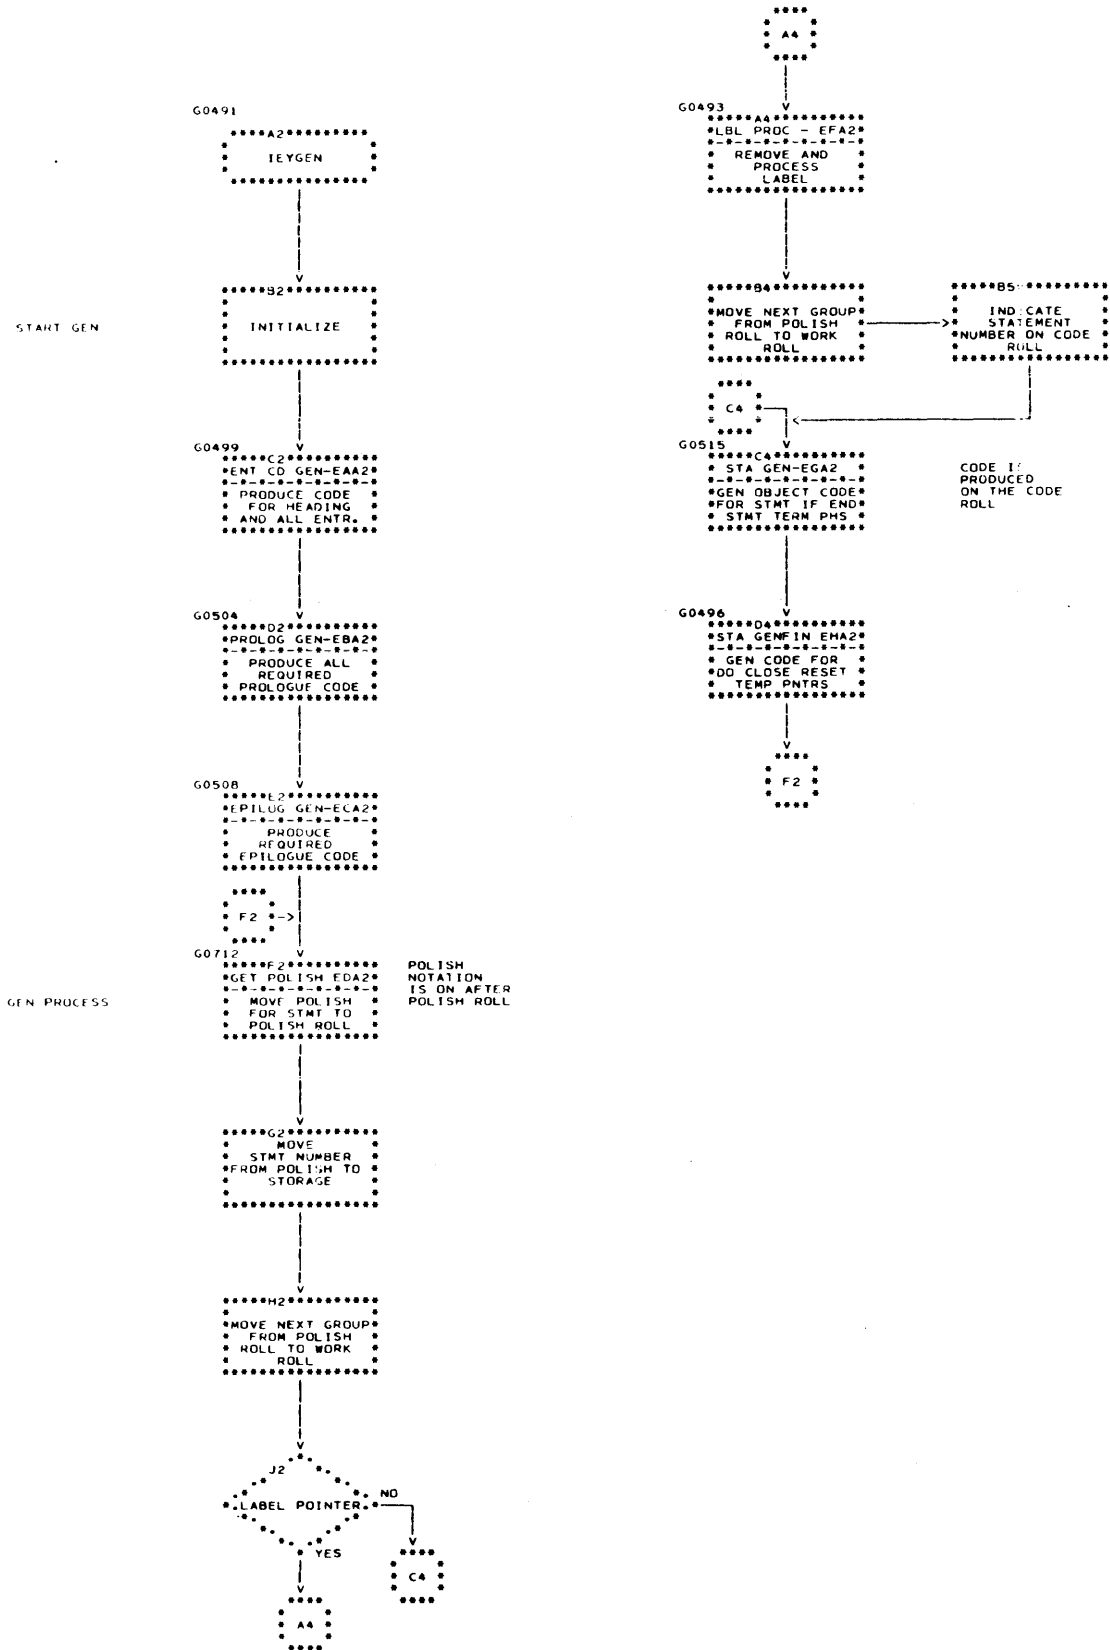 G0491
A2
IEYGEN
START GEN
B2
INITIALIZE
G0499
C2
ENT CD GEN-EAA2
PRODUCE CODE
FOR HEADING
AND ALL ENTR.
G0504
D2
PROLOG GEN-EBA2
PRODUCE ALL
REQUIRED
PROLOGUE CODE
G0508
E2
EPILOG GEN-ECA2
PRODUCE
REQUIRED
EPILOGUE CODE
F2
G0712
F2
GET POLISH EDA2
MOVE POLISH
FOR STMT TO
POLISH ROLL
POLISH
NOTATION
IS ON AFTER
POLISH ROLL
GEN PROCESS
G2
MOVE
STMT NUMBER
FROM POLISH TO
STORAGE
H2
MOVE NEXT GROUP
FROM POLISH
ROLL TO WORK
ROLL
J2
LABEL POINTER
NO
YES
C4
A4
A4
G0493
A4
LBL PROC - EFA2
REMOVE AND
PROCESS
LABEL
B4
MOVE NEXT GROUP
FROM POLISH
ROLL TO WORK
ROLL
B5
INDICATE
STATEMENT
NUMBER ON CODE
ROLL
C4
G0515
C4
STA GEN-EGA2
GEN OBJECT CODE
FOR STMT IF END
STMT TERM PHS
CODE IS
PRODUCED
ON THE CODE
ROLL
G0496
D4
STA GENFIN EHA2
GEN CODE FOR
DO CLOSE RESET
TEMP PNTRS
F2